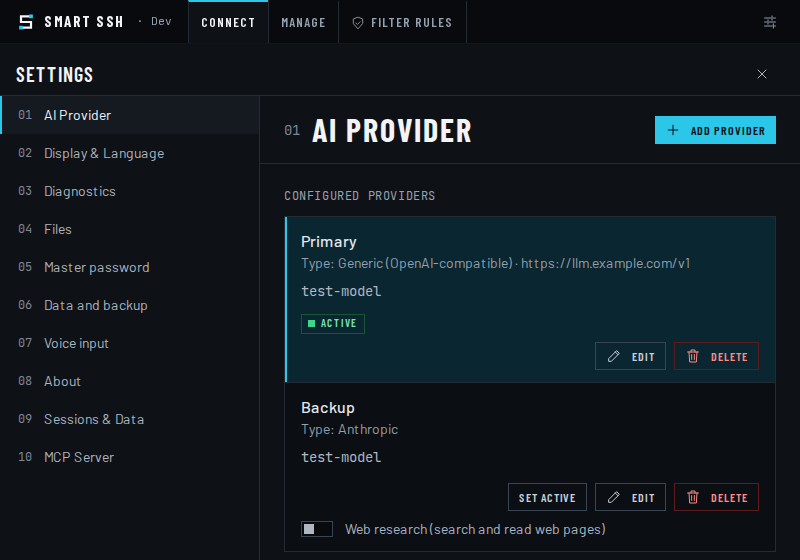 SMART SSH · Dev CONNECT MANAGE FILTER RULES
SETTINGS
01 AI Provider
02 Display & Language
03 Diagnostics
04 Files
05 Master password
06 Data and backup
07 Voice input
08 About
09 Sessions & Data
10 MCP Server
01 AI PROVIDER
ADD PROVIDER
CONFIGURED PROVIDERS
Primary
Type: Generic (OpenAI-compatible) · https://llm.example.com/v1
test-model
ACTIVE
EDIT DELETE
Backup
Type: Anthropic
test-model
SET ACTIVE EDIT DELETE
Web research (search and read web pages)